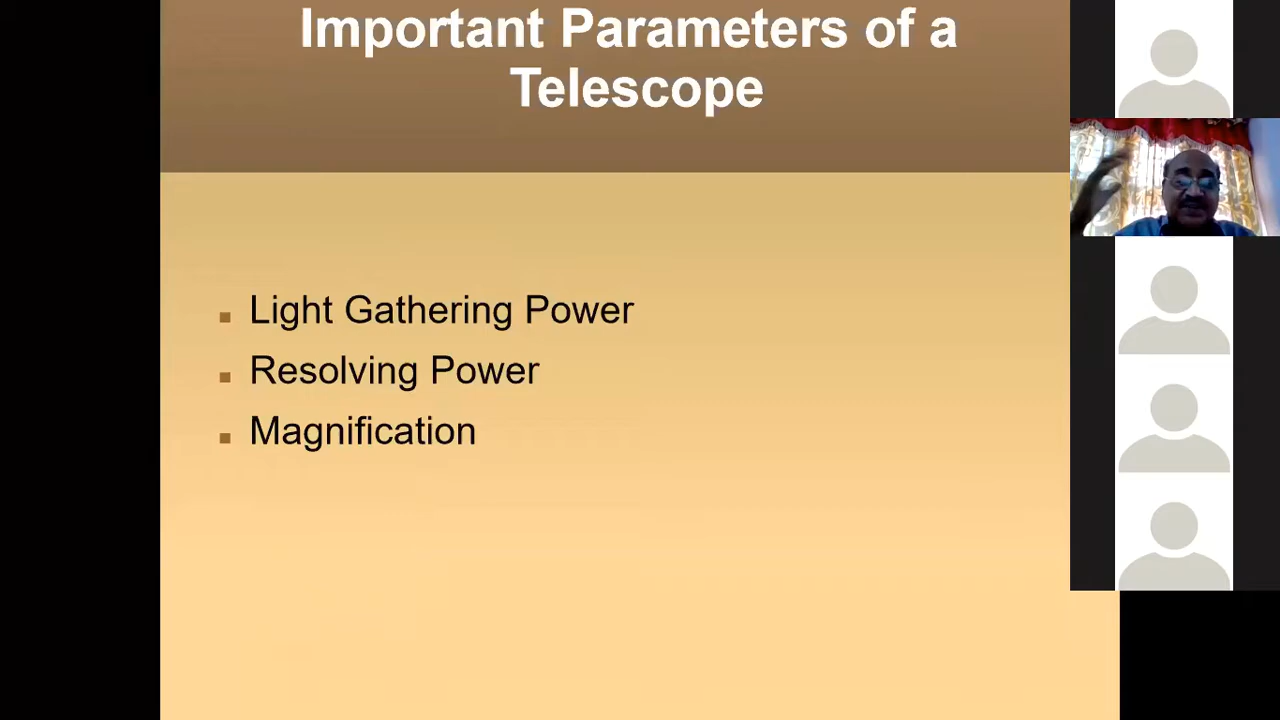 Important Parameters of a
Telescope
Light Gathering Power
Resolving Power
Magnification